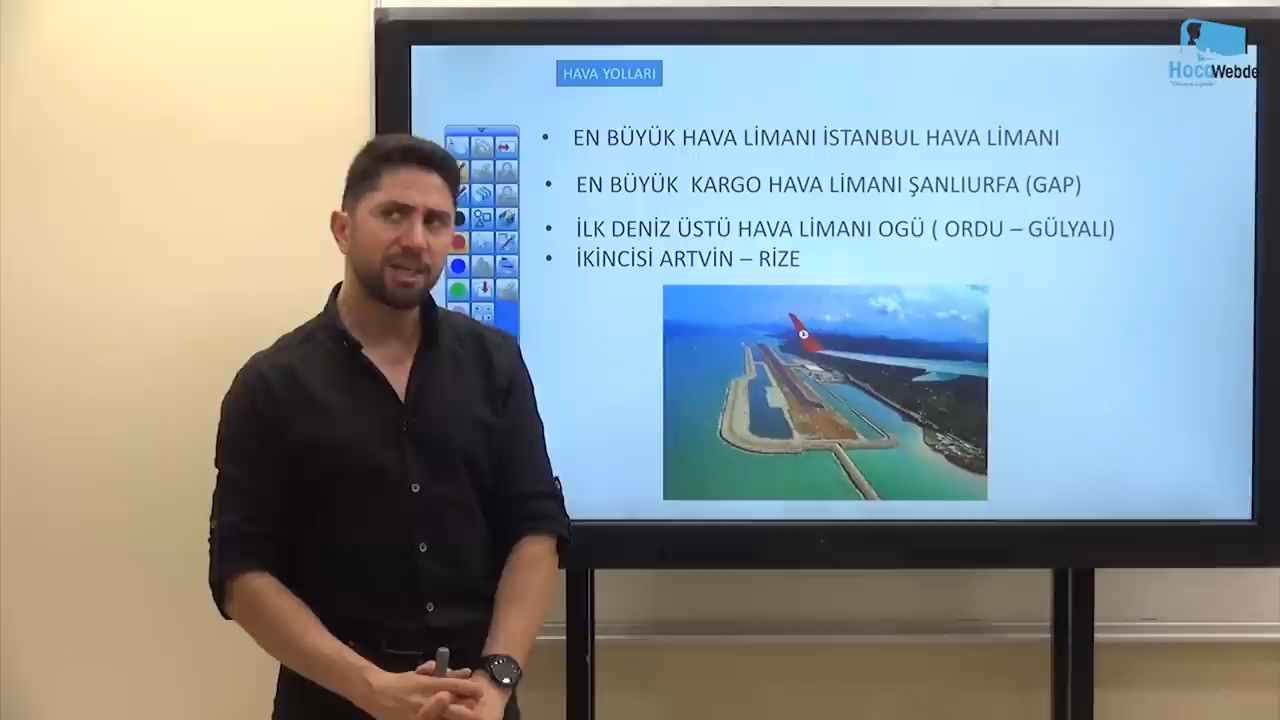 HAVA YOLLARI
HocaWebde
• EN BÜYÜK HAVA LİMANI İSTANBUL HAVA LİMANI
• EN BÜYÜK  KARGO HAVA LİMANI ŞANLIURFA (GAP)
• İLK DENİZ ÜSTÜ HAVA LİMANI OGÜ ( ORDU – GÜLYALI)
• İKİNCİSİ ARTVİN – RİZE